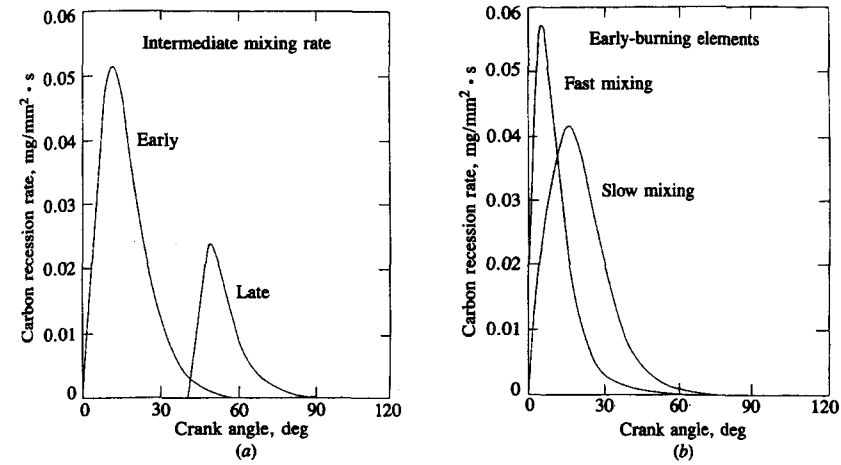 Intermediate mixing rate
Carbon recession rate, mg/mm² • s
0.06
0.05
0.04
0.03
0.02
0.01
0
Early
Late
0 30 60 90 120
Crank angle, deg
(a)
Early-burning elements
Carbon recession rate, mg/mm² • s
0.06
0.05
0.04
0.03
0.02
0.01
0
Fast mixing
Slow mixing
0 30 60 90 120
Crank angle, deg
(b)